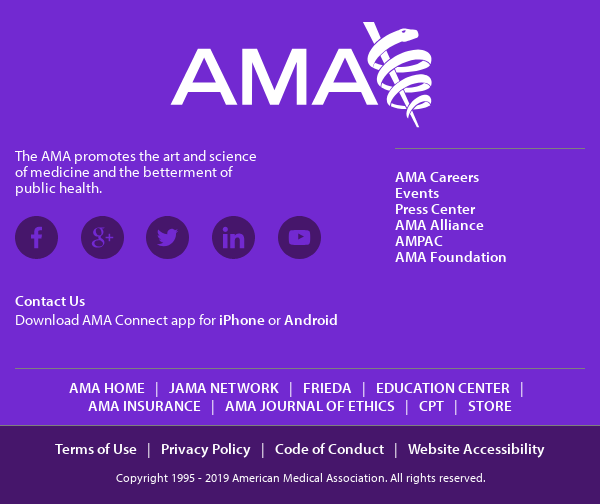 AMA
The AMA promotes the art and science
of medicine and the betterment of
public health.
AMA Careers
Events
Press Center
AMA Alliance
AMPAC
AMA Foundation
f g+ in
Contact Us
Download AMA Connect app for iPhone or Android
AMA HOME | JAMA NETWORK | FRIEDA | EDUCATION CENTER |
AMA INSURANCE | AMA JOURNAL OF ETHICS | CPT | STORE
Terms of Use | Privacy Policy | Code of Conduct | Website Accessibility
Copyright 1995 - 2019 American Medical Association. All rights reserved.